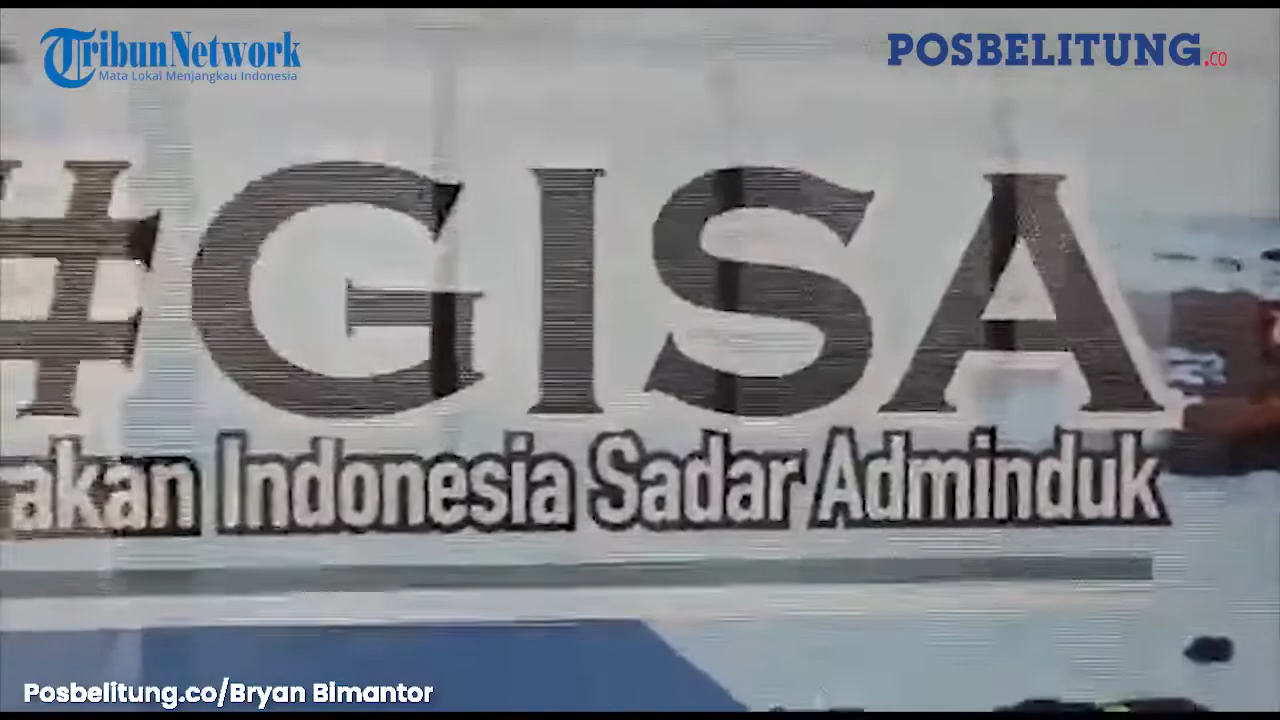 TribunNetwork
Mata Lokal Menjangkau Indonesia
POSBELITUNG.CO
#GISA
akan Indonesia Sadar Adminduk
Posbelitung.co/Bryan Bimantor